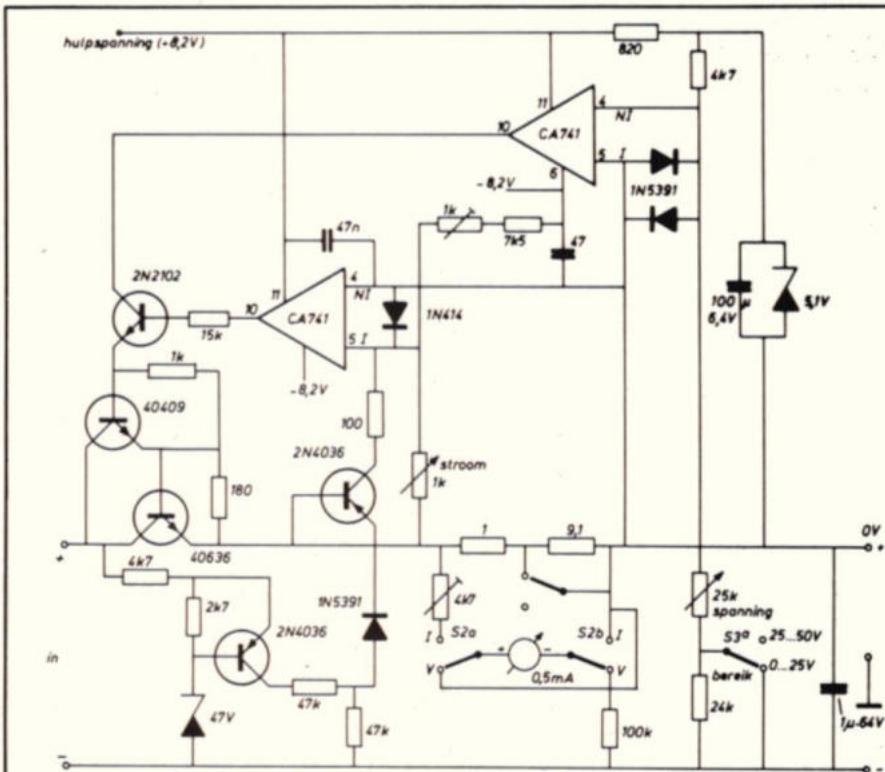 hulpspanning (+8,2V)
820
4k7
11
4
NI
10
CA741
5
I
6
1N5391
-8,2V
1k
7k5
47
47n
2N2102
11
4
NI
10
CA741
1N414
5 I
15k
-8,2V
100 µ
6,4V
5,1V
1k
40409
100
2N4036
stroom
1k
180
1
9,1
0V
+
+
40636
4k7
1N5391
4k7
25k
spanning
2k7
2N4036
I
S2a
S2b
I
S3a
25...50V
in
+
-
V
V
0...25V
0,5mA
bereik
47k
47V
47k
100k
24k
1µ-64V
-
-